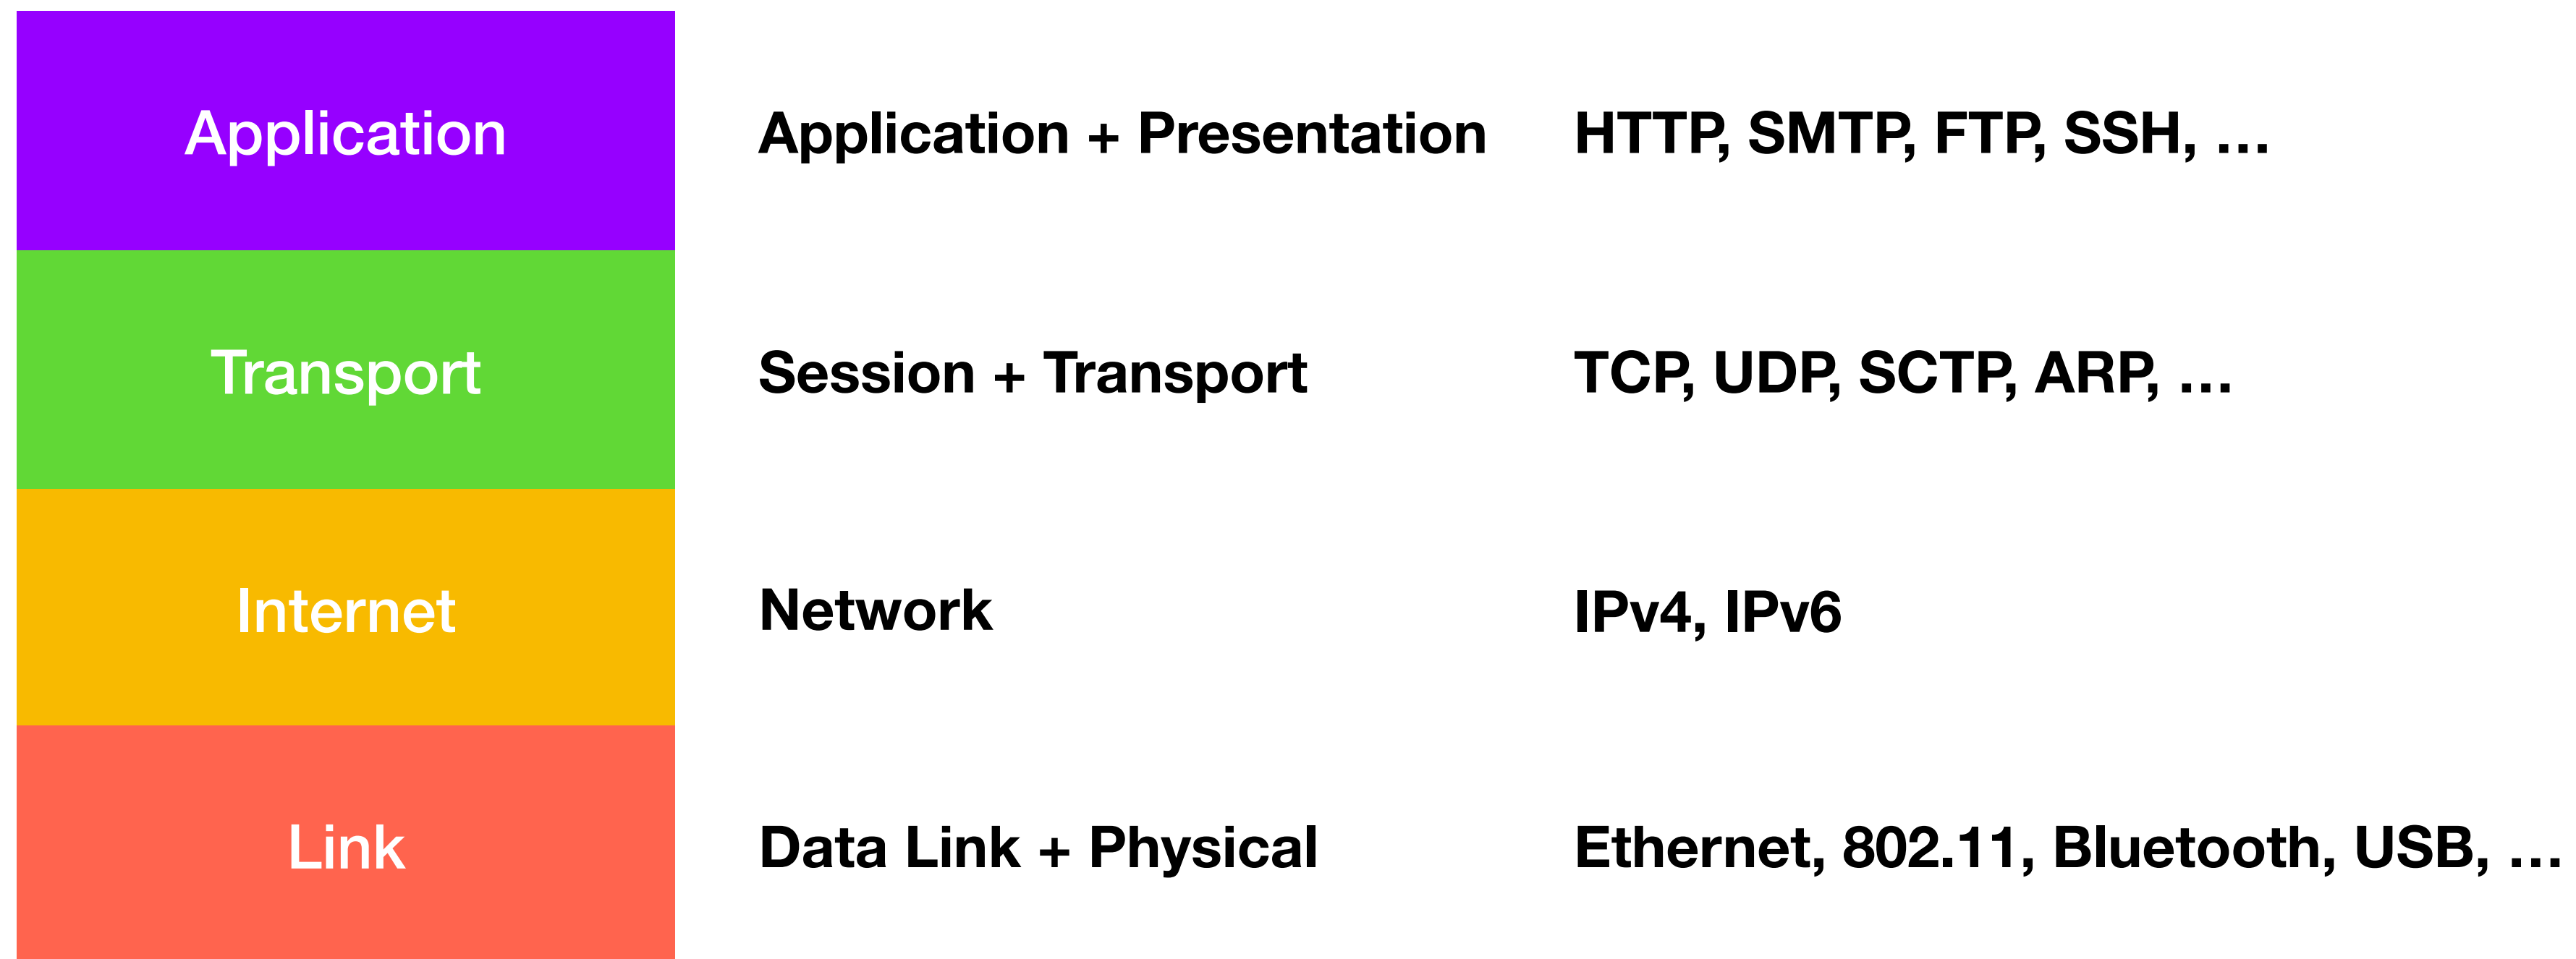 Application
Application + Presentation
HTTP, SMTP, FTP, SSH, …
Transport
Session + Transport
TCP, UDP, SCTP, ARP, …
Internet
Network
IPv4, IPv6
Link
Data Link + Physical
Ethernet, 802.11, Bluetooth, USB, …